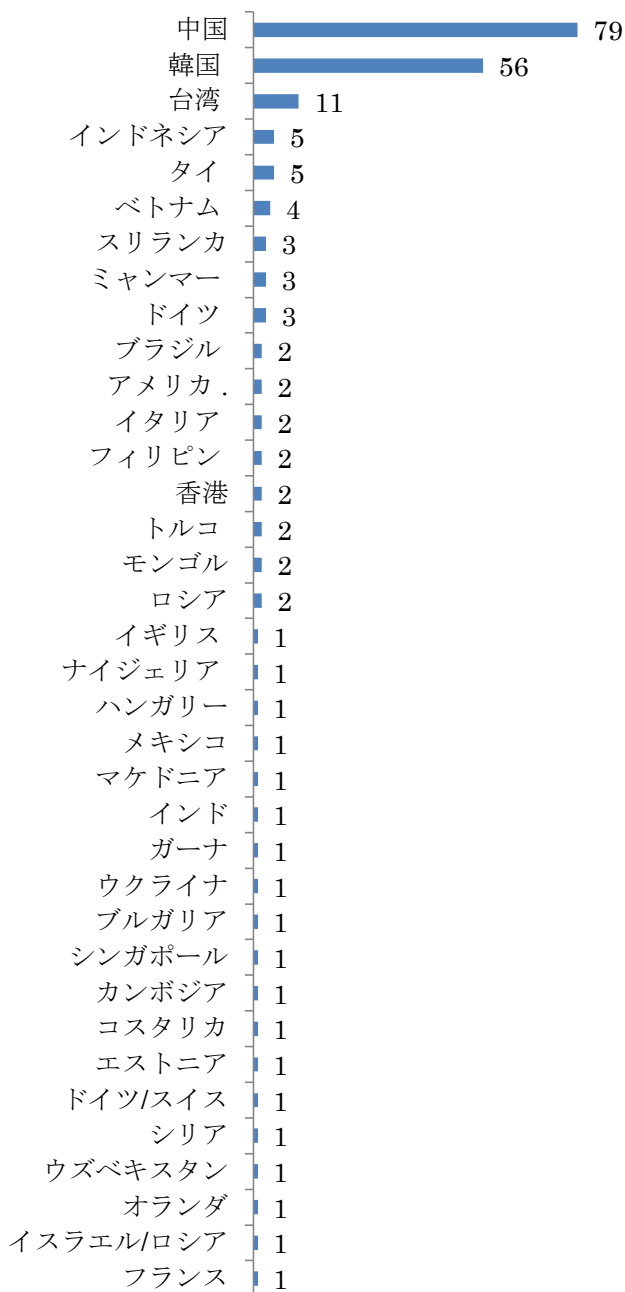 中国 79
韓国 56
台湾 11
インドネシア 5
タイ 5
ベトナム 4
スリランカ 3
ミャンマー 3
ドイツ 3
ブラジル 2
アメリカ . 2
イタリア 2
フィリピン 2
香港 2
トルコ 2
モンゴル 2
ロシア 2
イギリス 1
ナイジェリア 1
ハンガリー 1
メキシコ 1
マケドニア 1
インド 1
ガーナ 1
ウクライナ 1
ブルガリア 1
シンガポール 1
カンボジア 1
コスタリカ 1
エストニア 1
ドイツ/スイス 1
シリア 1
ウズベキスタン 1
オランダ 1
イスラエル/ロシア 1
フランス 1